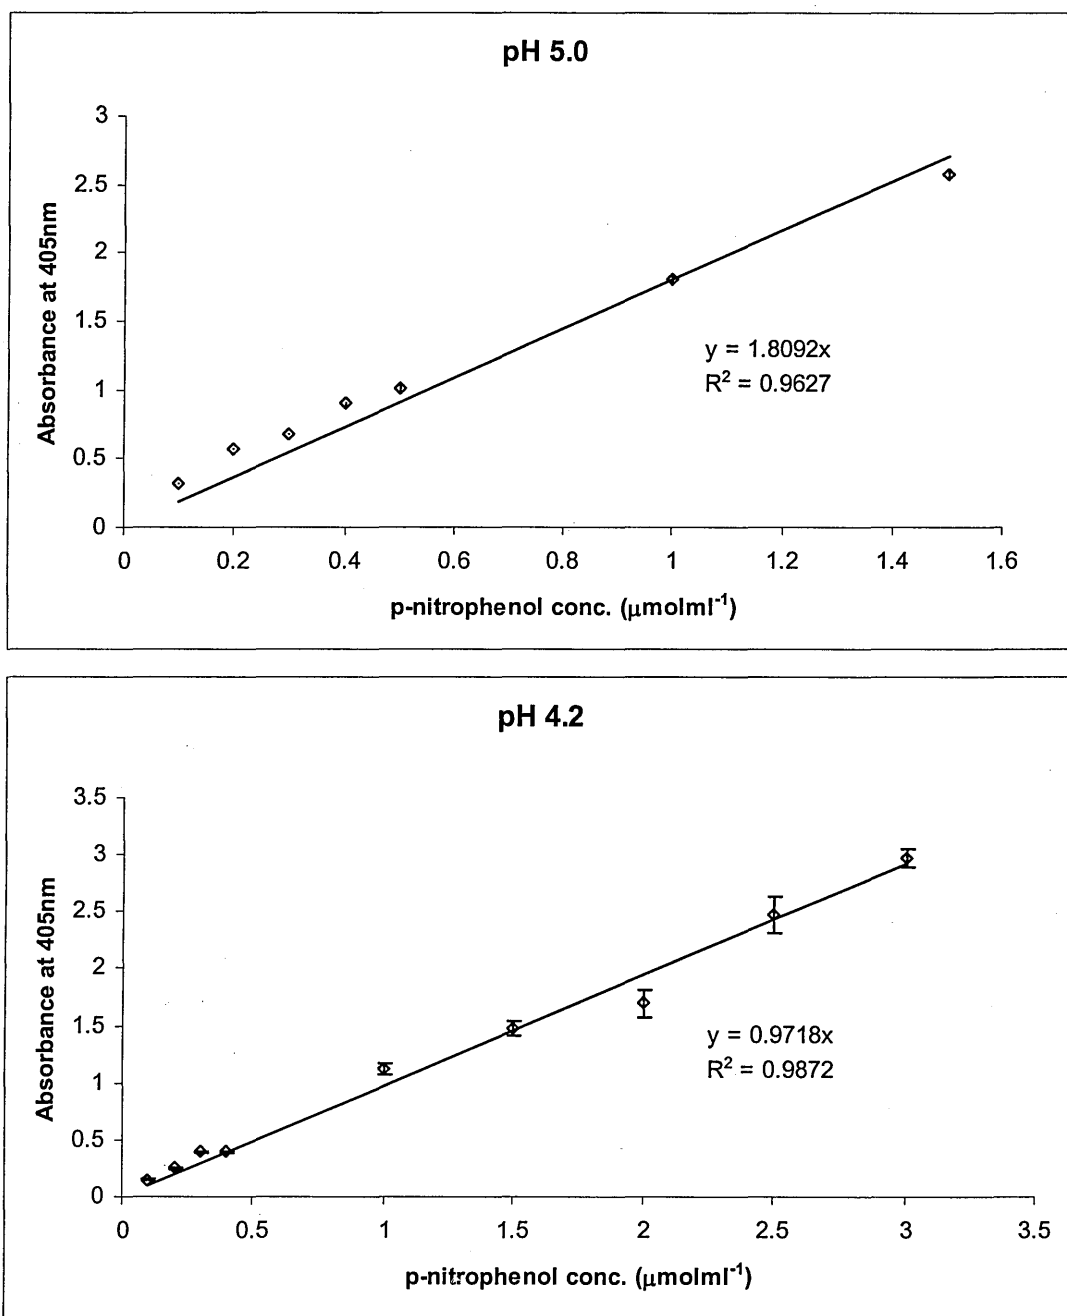 pH 5.0
3
2.5
2
1.5
1
0.5
0
Absorbance at 405nm
y = 1.8092x
R² = 0.9627
0 0.2 0.4 0.6 0.8 1 1.2 1.4 1.6
p-nitrophenol conc. (μmolml⁻¹)
pH 4.2
3.5
3
2.5
2
1.5
1
0.5
0
Absorbance at 405nm
y = 0.9718x
R² = 0.9872
0 0.5 1 1.5 2 2.5 3 3.5
p-nitrophenol conc. (μmolml⁻¹)